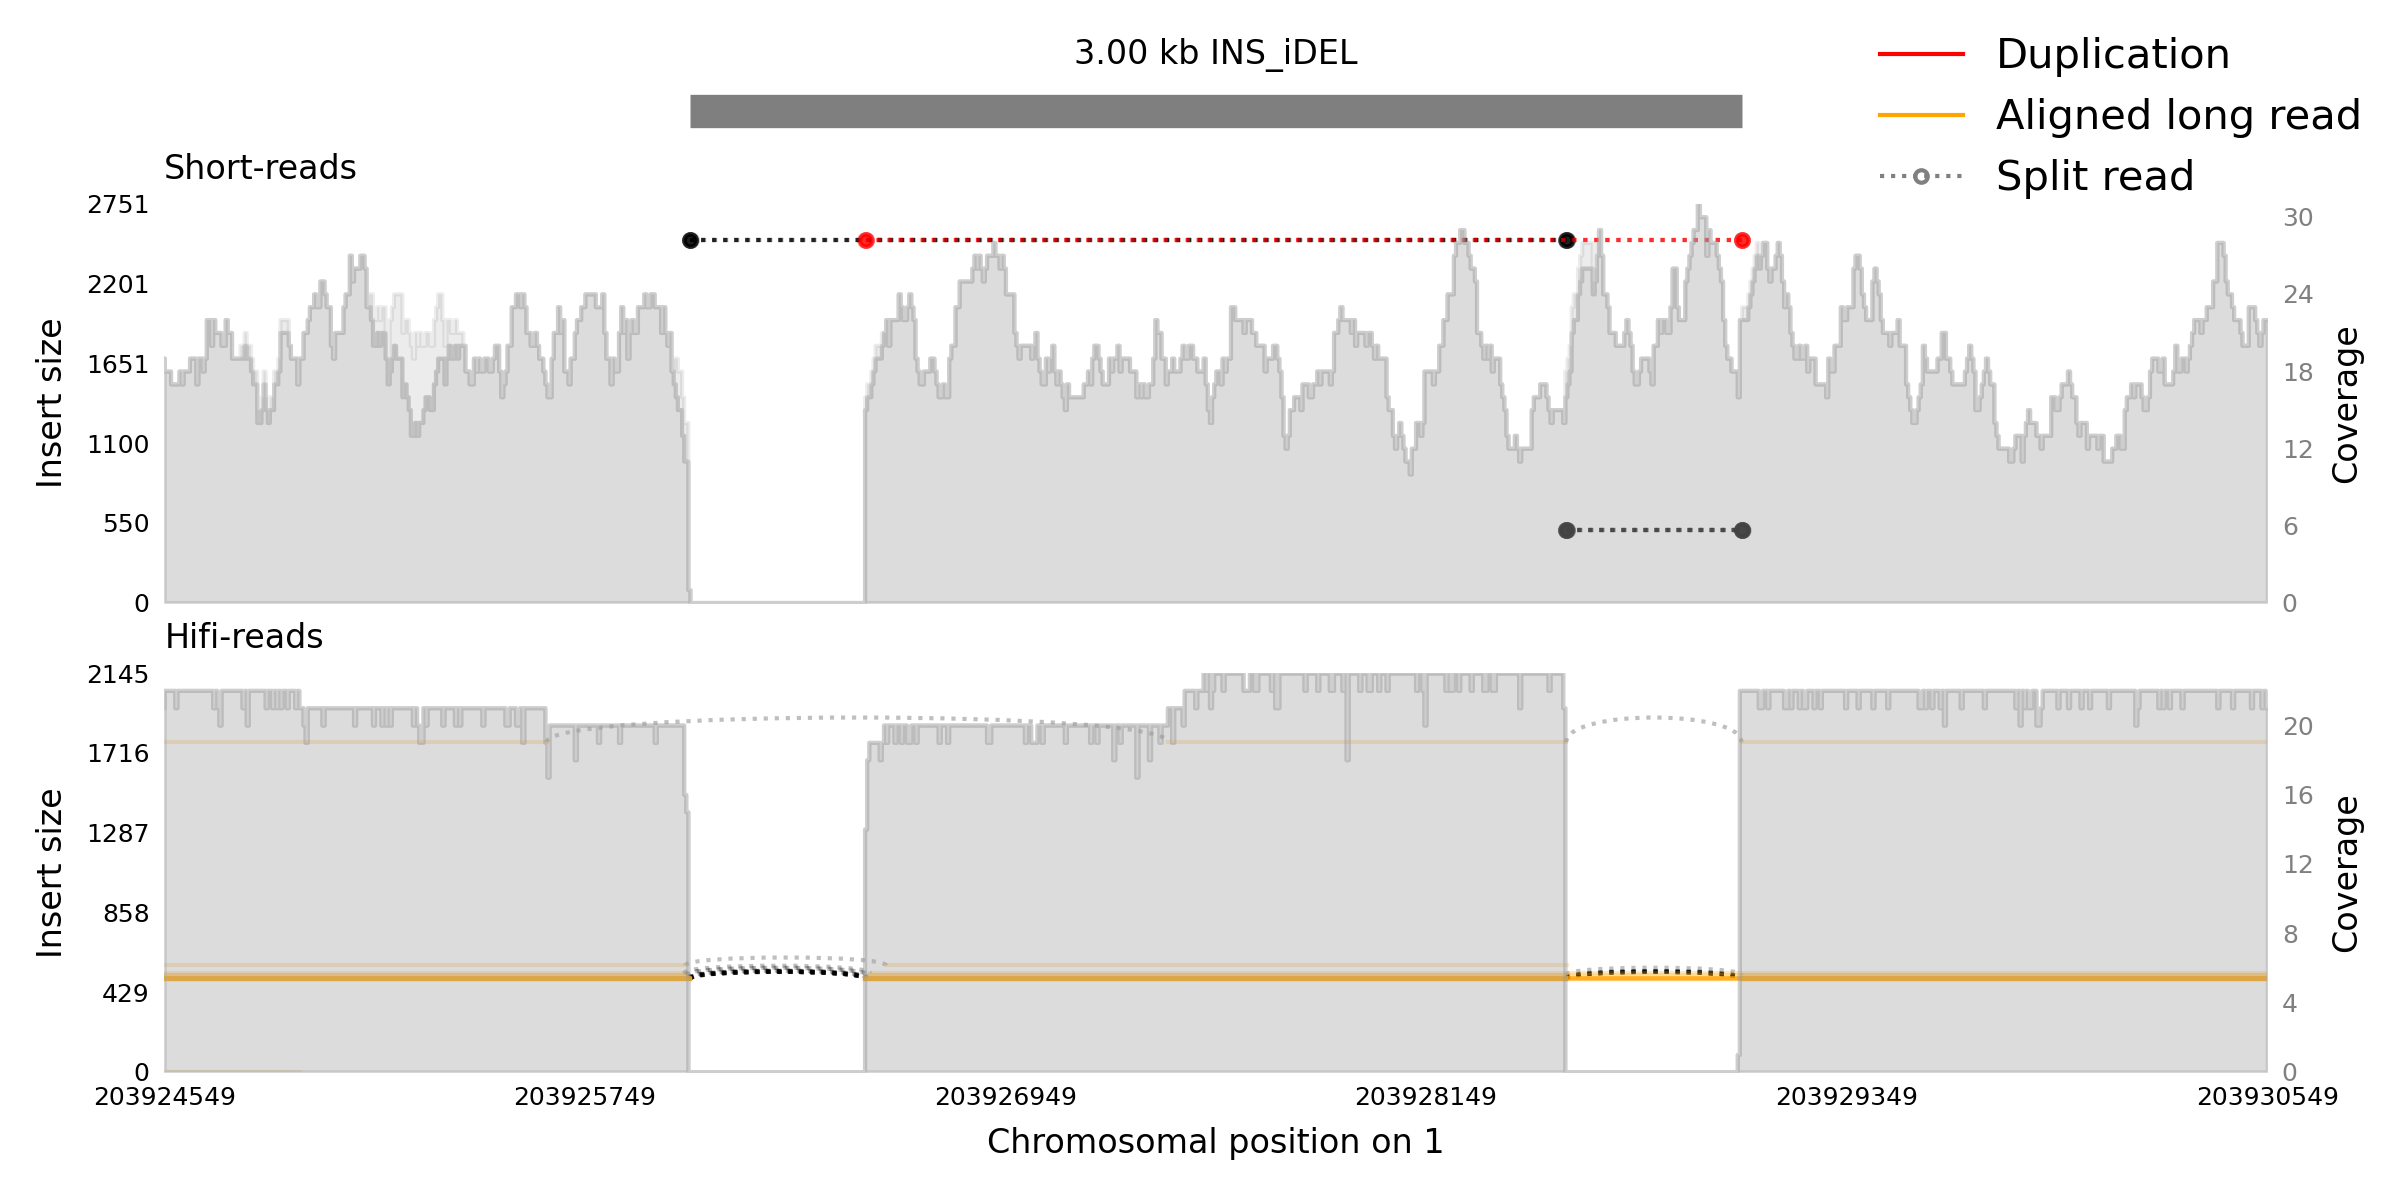 3.00 kb INS_iDEL
Duplication
Aligned long read
Split read
Short-reads
2751
2201
1651
1100
550
0
Insert size
30
24
18
12
6
0
Coverage
Hifi-reads
2145
1716
1287
858
429
0
Insert size
20
16
12
8
4
0
Coverage
203924549 203925749 203926949 203928149 203929349 203930549
Chromosomal position on 1